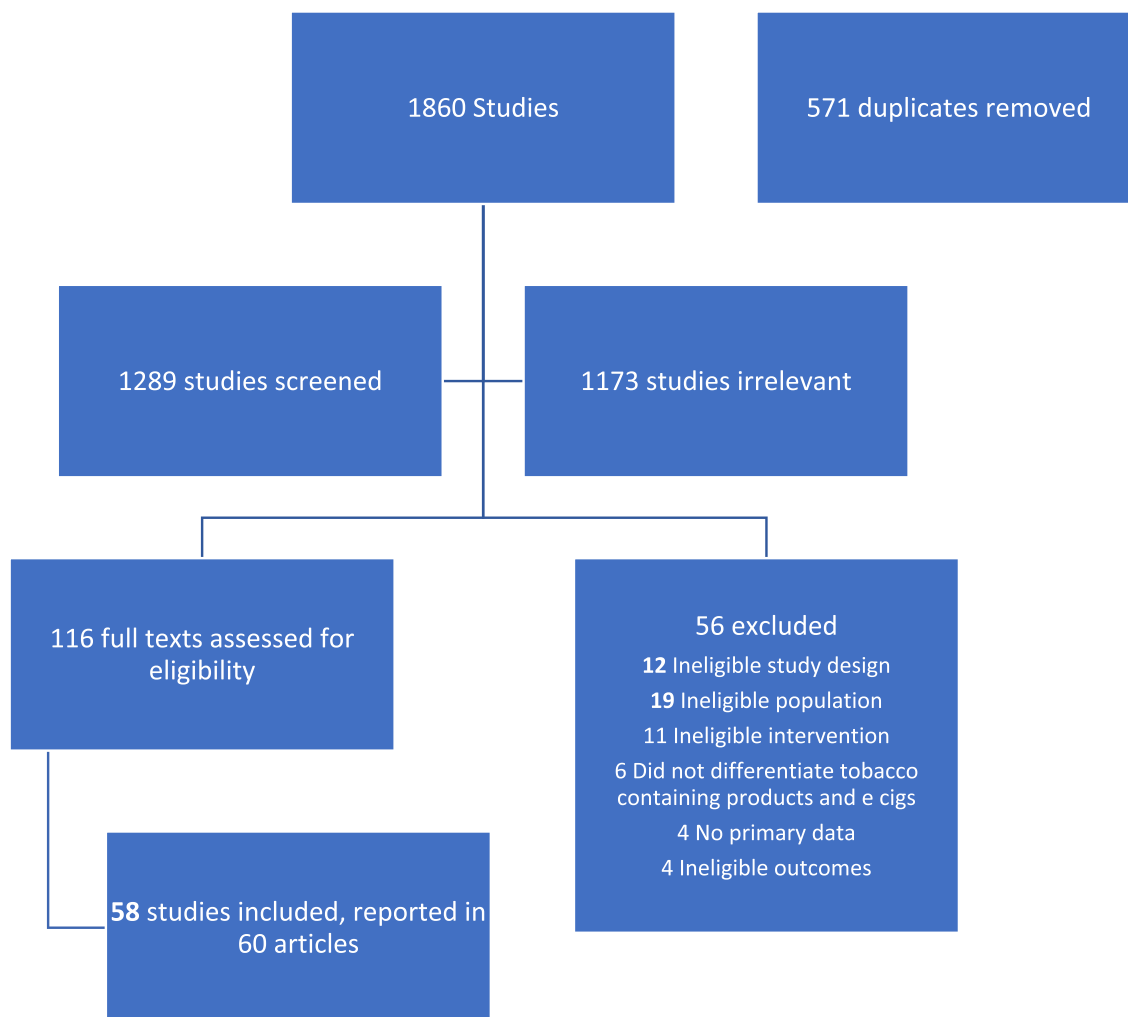 1860 Studies
571 duplicates removed
1289 studies screened
1173 studies irrelevant
116 full texts assessed for
eligibility
56 excluded
12 Ineligible study design
19 Ineligible population
11 Ineligible intervention
6 Did not differentiate tobacco
containing products and e cigs
4 No primary data
4 Ineligible outcomes
58 studies included, reported in
60 articles